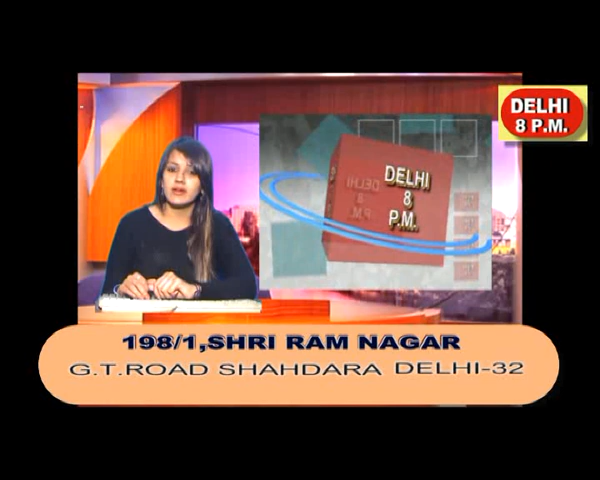 DELHI
8 P.M.
DELHI
8
P.M.
198/1,SHRI RAM NAGAR
G.T.ROAD SHAHDARA DELHI-32